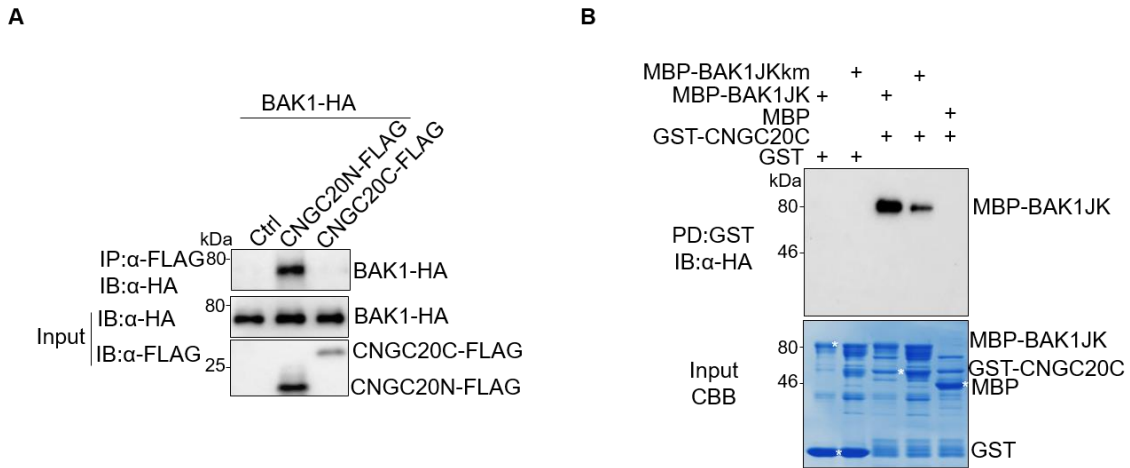 A
BAK1-HA
Ctrl
CNGC20N-FLAG
CNGC20C-FLAG
kDa
IP:α-FLAG
IB:α-HA
80
BAK1-HA
Input
IB:α-HA
80
BAK1-HA
IB:α-FLAG
25
CNGC20C-FLAG
CNGC20N-FLAG
B
MBP-BAK1JKkm + +
MBP-BAK1JK + +
MBP +
GST-CNGC20C + + +
GST + +
kDa
80
MBP-BAK1JK
PD:GST
IB:α-HA
46
Input
CBB
80
46
MBP-BAK1JK
GST-CNGC20C
MBP
GST
* * * *